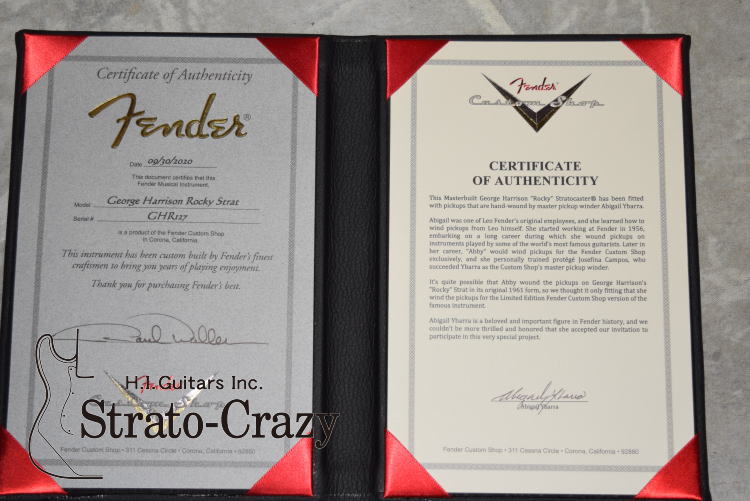 Certificate of Authenticity
Fender®
Date 09/10/2020
This document certifies that this
Fender Musical Instrument,
Model George Harrison Rocky Strat
Serial # GHR127
is a product of the Fender Custom Shop
in Corona, California.
This instrument has been custom built by Fender's finest
craftsmen to bring you years of playing enjoyment.
Thank you for purchasing Fender's best.
Paul Waller
Fender
Custom Shop
H.I.Guitars Inc.
Strato-Crazy
Fender Custom Shop • 311 Cessna Circle • Corona, California • 92880
Fender
Custom Shop
CERTIFICATE
OF AUTHENTICITY
This Masterbuilt George Harrison "Rocky" Stratocaster® has been fitted
with pickups that are hand-wound by master pickup winder Abigail Ybarra.
Abigail was one of Leo Fender's original employees, and she learned how to
wind pickups from Leo himself. She started working at Fender in 1956,
embarking on a long career during which she wound pickups on
instruments played by some of the world's most famous guitarists. Later in
her career, "Abby" would wind pickups for the Fender Custom Shop
exclusively, and she personally trained protégé Josefina Campos, who
succeeded Ybarra as the Custom Shop's master pickup winder.
It's quite possible that Abby wound the pickups on George Harrison's
"Rocky" Strat in its original 1961 form, so we thought it only fitting that she
wind the pickups for the Limited Edition Fender Custom Shop version of the
famous instrument.
Abigail Ybarra is a beloved and important figure in Fender history, and we
couldn't be more thrilled and honored that she accepted our invitation to
participate in this very special project.
Abigail Ybarra
Abigail Ybarra
Fender Custom Shop • 311 Cessna Circle • Corona, California • 92880